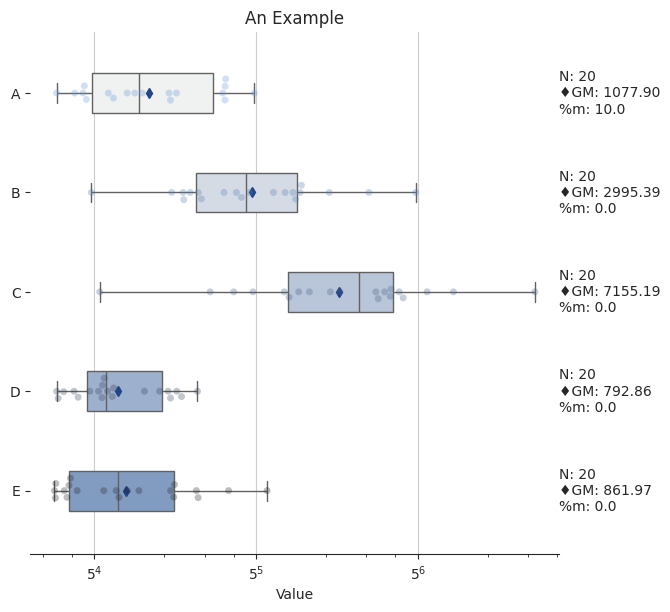 An Example
A
N: 20
♦GM: 1077.90
%m: 10.0
B
N: 20
♦GM: 2995.39
%m: 0.0
C
N: 20
♦GM: 7155.19
%m: 0.0
D
N: 20
♦GM: 792.86
%m: 0.0
E
N: 20
♦GM: 861.97
%m: 0.0
5⁴ 5⁵ 5⁶
Value